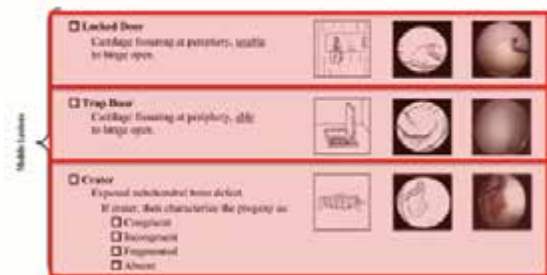 Locked Door
Cartilage fissuring at periphery, unable
to hinge open.
Trap Door
Cartilage fissuring at periphery, able
to hinge open.
Crater
Exposed subchondral bone defect.
If crater, then characterize the progeny as
Congruent
Incongruent
Fragmented
Absent
Mobile Lesions